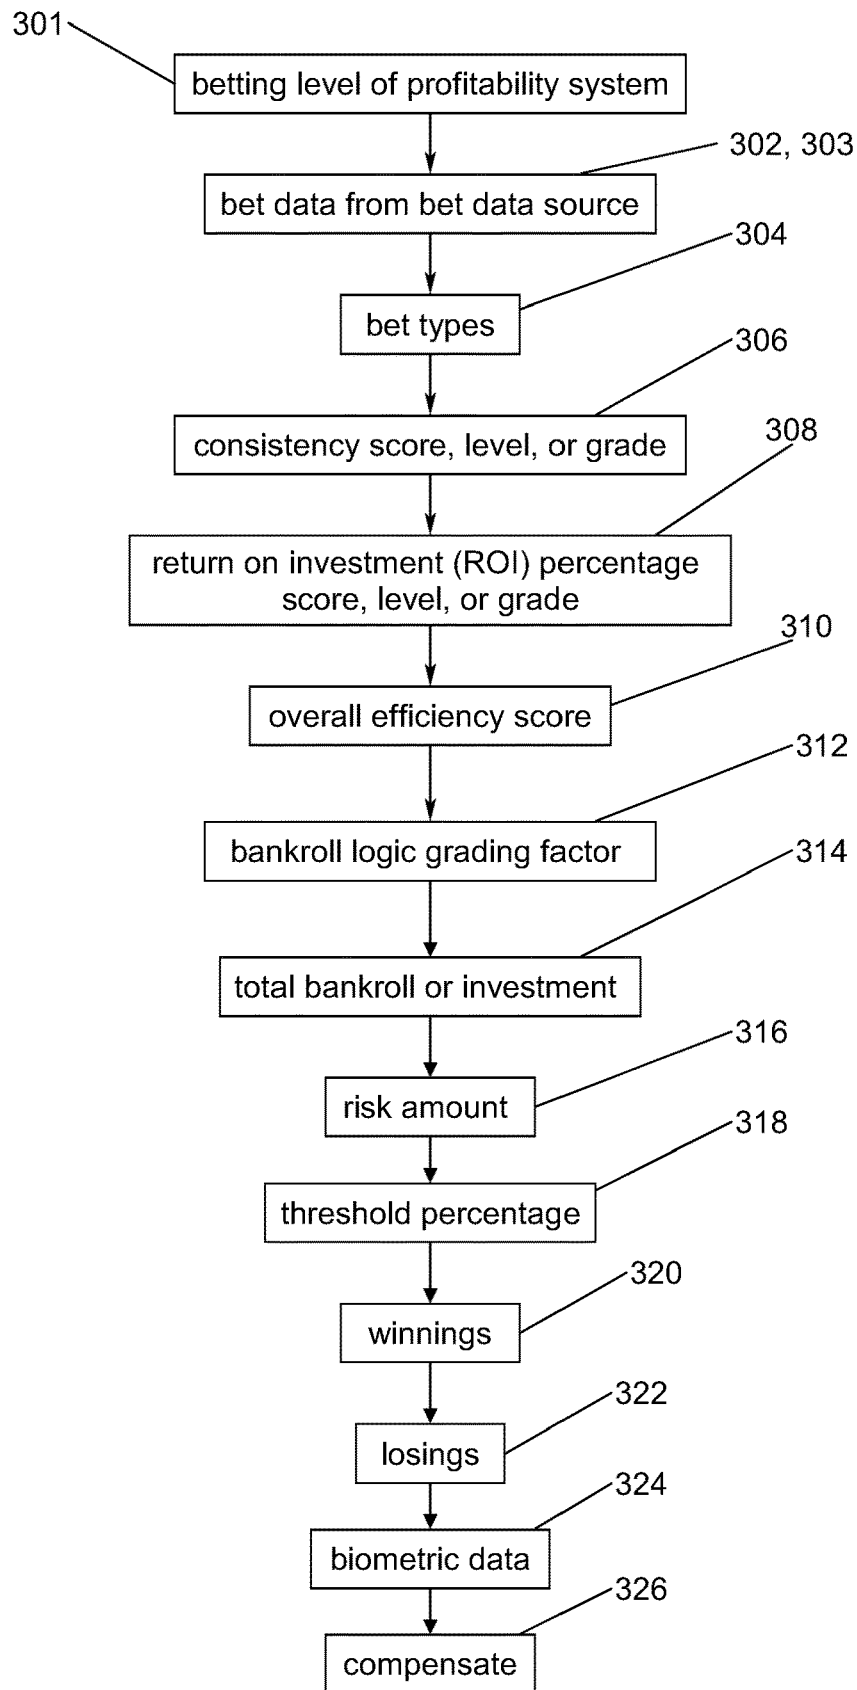 301
betting level of profitability system
302, 303
bet data from bet data source
304
bet types
306
consistency score, level, or grade
308
return on investment (ROI) percentage
score, level, or grade
310
overall efficiency score
312
bankroll logic grading factor
314
total bankroll or investment
316
risk amount
318
threshold percentage
320
winnings
322
losings
324
biometric data
326
compensate